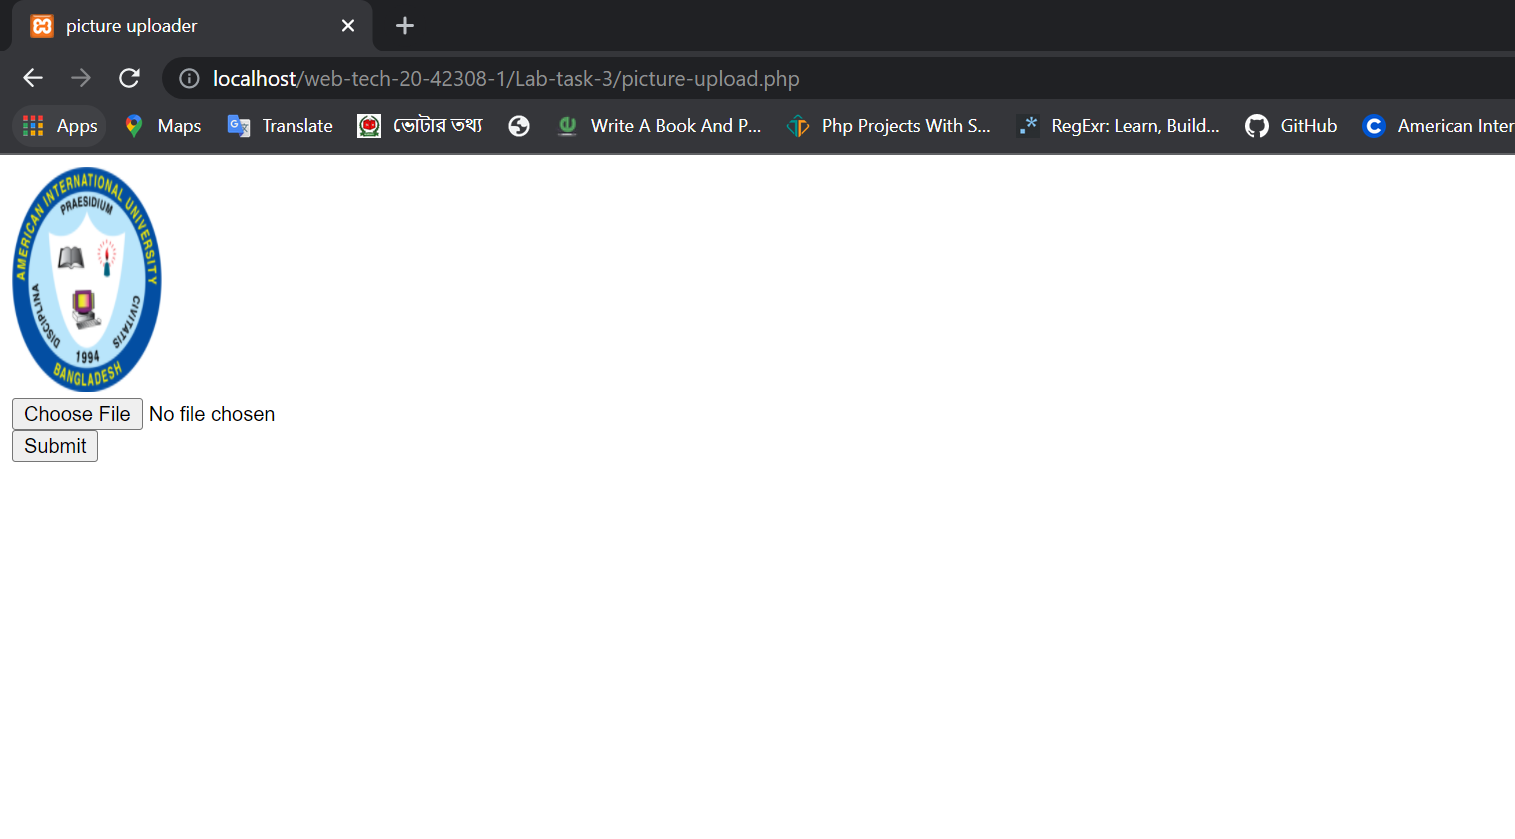 picture uploader
localhost/web-tech-20-42308-1/Lab-task-3/picture-upload.php
Apps Maps Translate ভোটার তথ্য Write A Book And P... Php Projects With S... RegExr: Learn, Build... GitHub American Inter
AMERICAN INTERNATIONAL UNIVERSITY
PRAESIDIUM
DISCIPLINA
CIVITATIS
1994
BANGLADESH
Choose File No file chosen
Submit